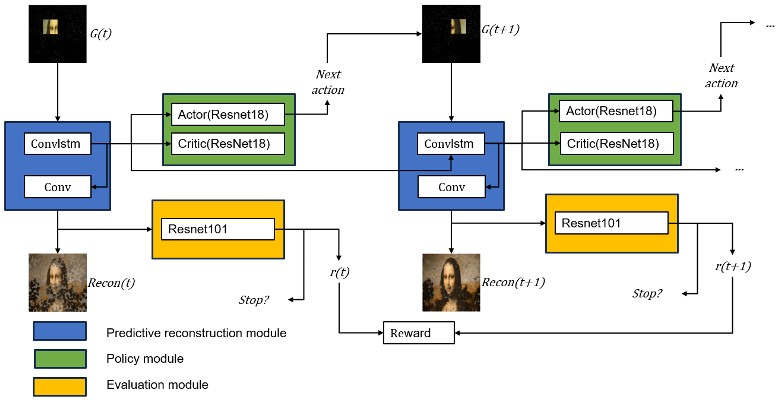 G(t)
G(t+1)
...
Next
action
Next
action
Actor(Resnet18)
Critic(ResNet18)
Actor(Resnet18)
Critic(ResNet18)
Convlstm
Conv
Convlstm
Conv
...
Resnet101
Resnet101
Recon(t)
r(t)
Stop?
Recon(t+1)
r(t+1)
Stop?
Reward
Predictive reconstruction module
Policy module
Evaluation module